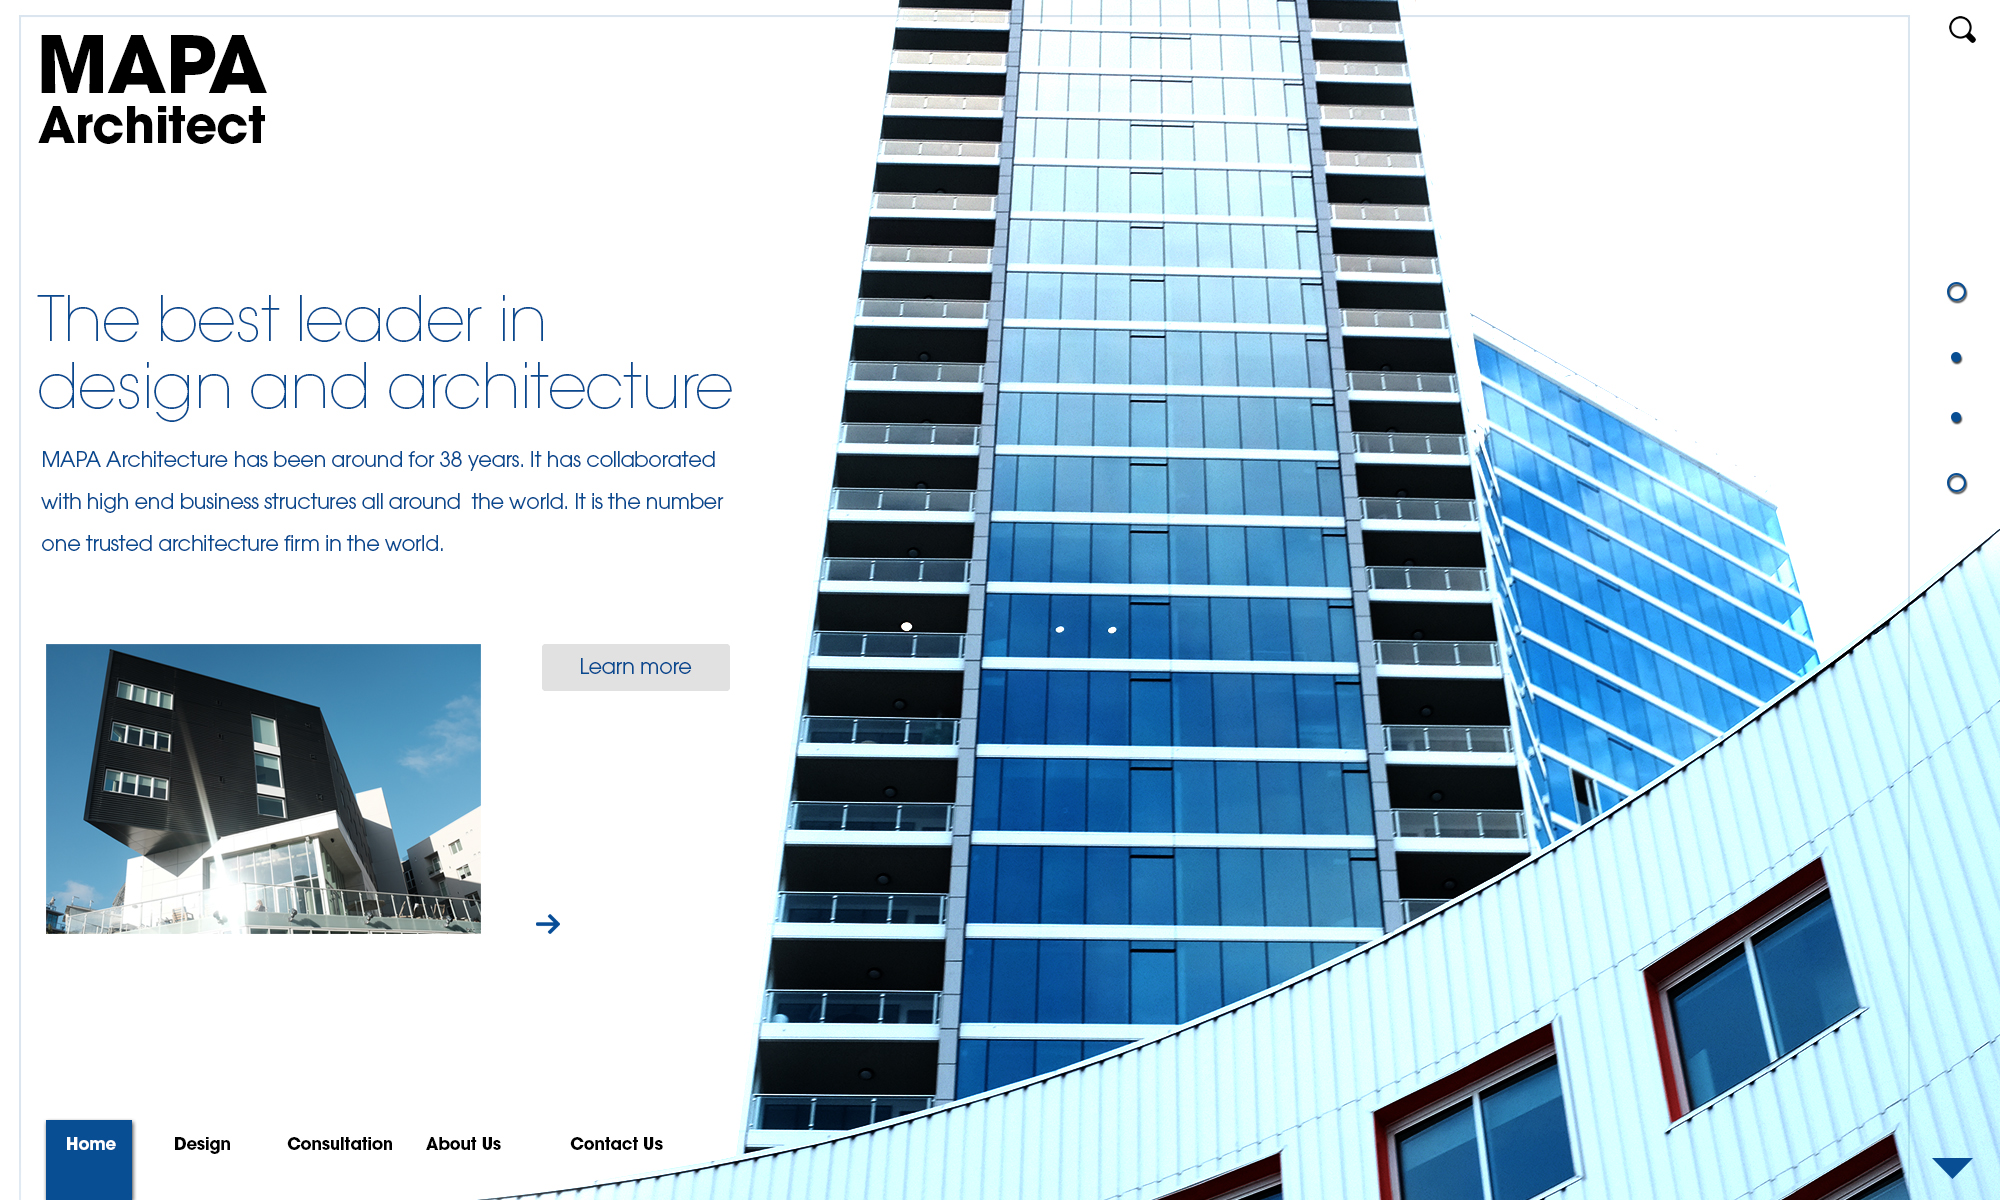 MAPA
Architect
The best leader in
design and architecture
MAPA Architecture has been around for 38 years. It has collaborated
with high end business structures all around  the world. It is the number
one trusted architecture firm in the world.
Learn more
Home
Design
Consultation
About Us
Contact Us